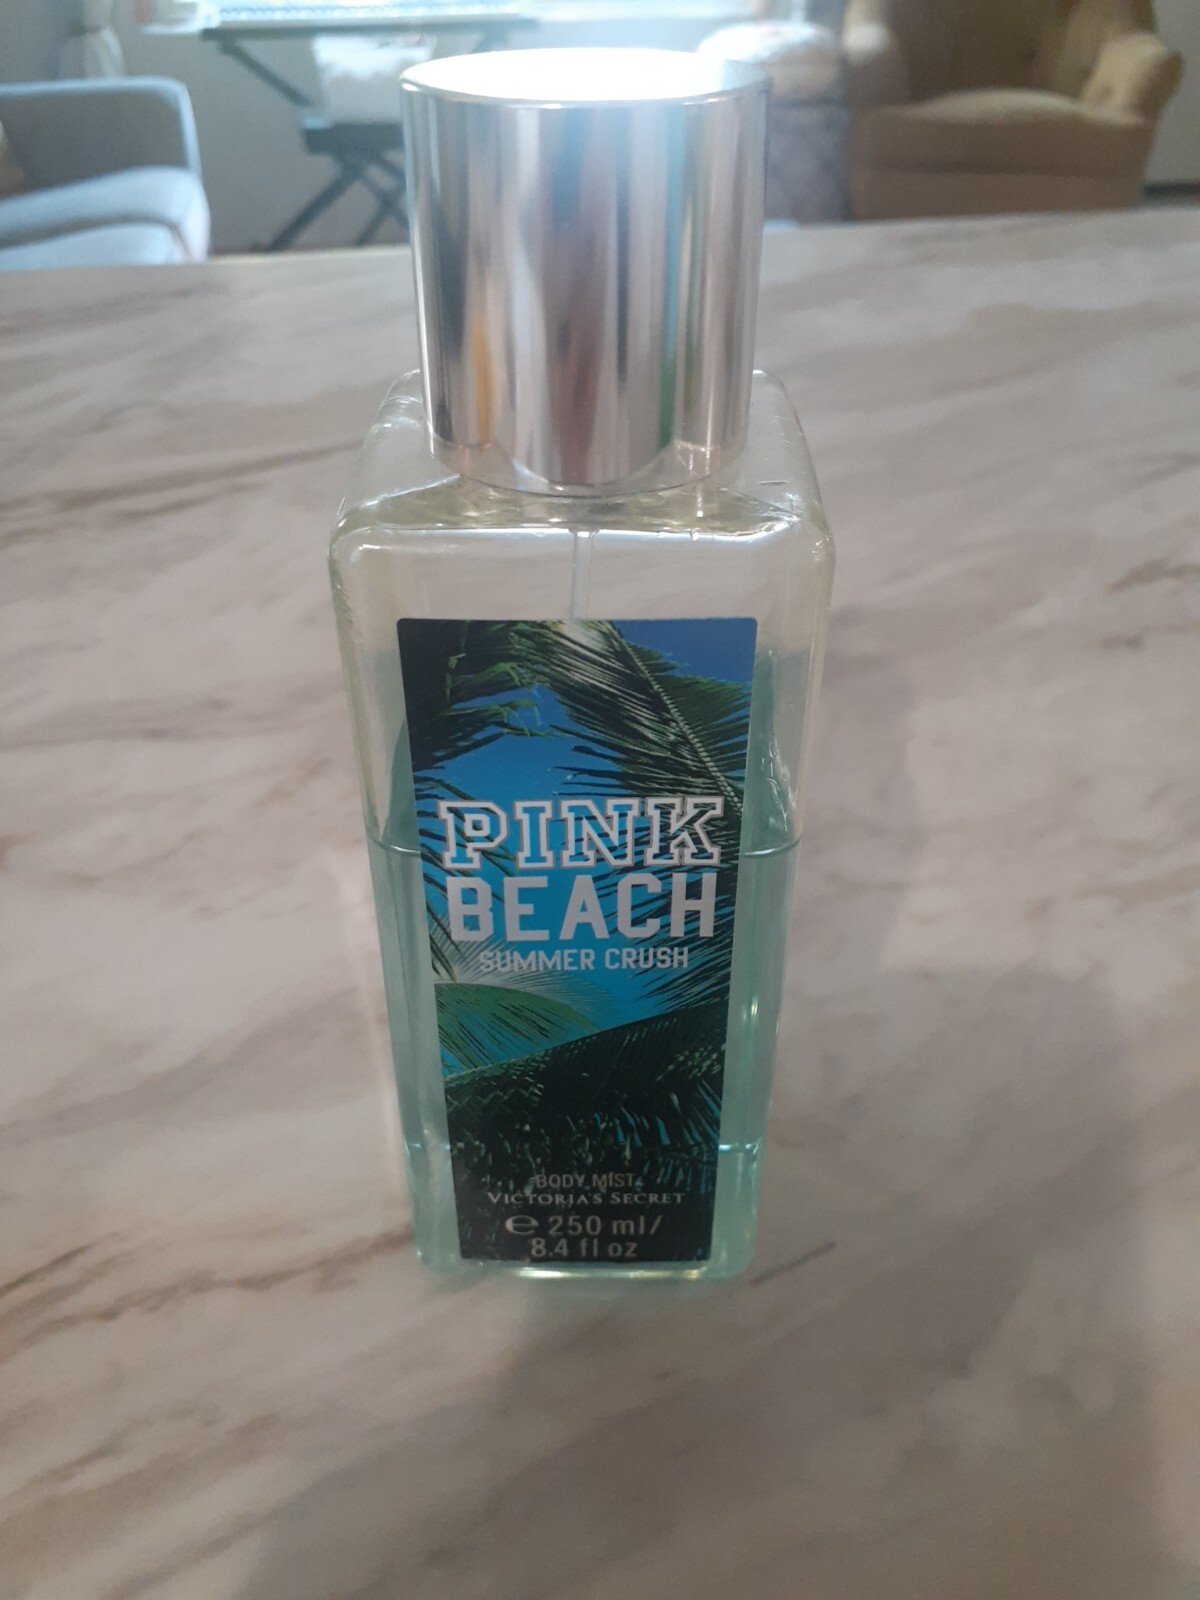 PINK
BEACH
SUMMER CRUSH
BODY MIST
VICTORIA'S SECRET
℮ 250 ml/
8.4 fl oz